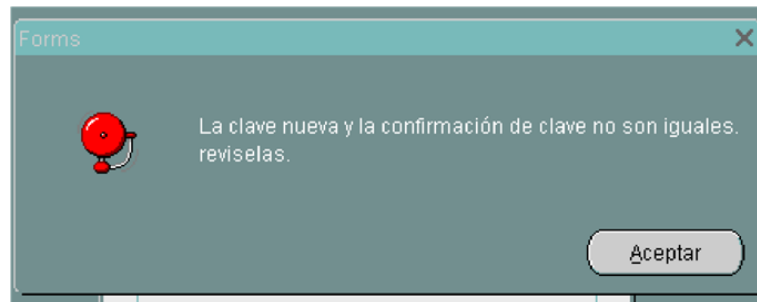 Forms
La clave nueva y la confirmación de clave no son iguales.
reviselas.
Aceptar